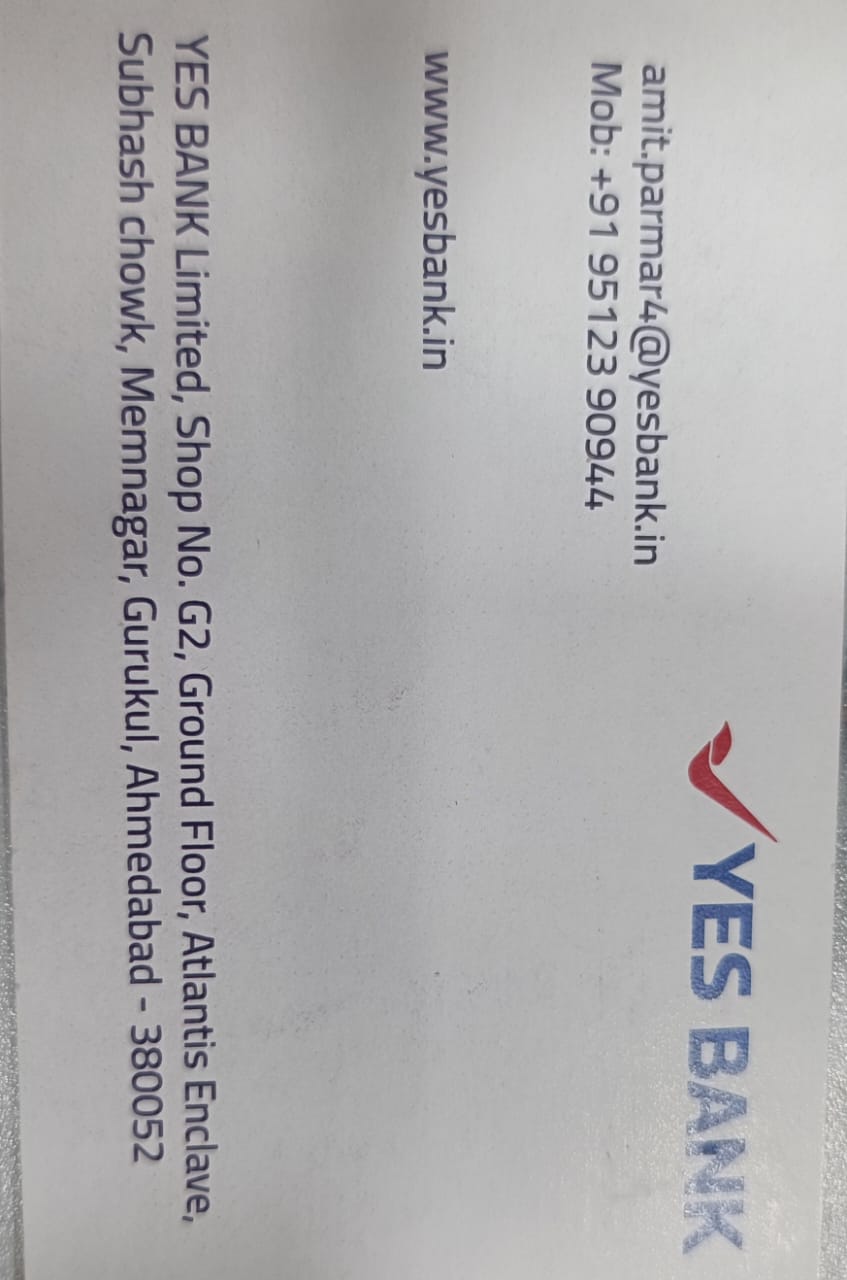 YES BANK
amit.parmar4@yesbank.in
Mob: +91 95123 90944
www.yesbank.in
YES BANK Limited, Shop No. G2, Ground Floor, Atlantis Enclave,
Subhash chowk, Memnagar, Gurukul, Ahmedabad - 380052